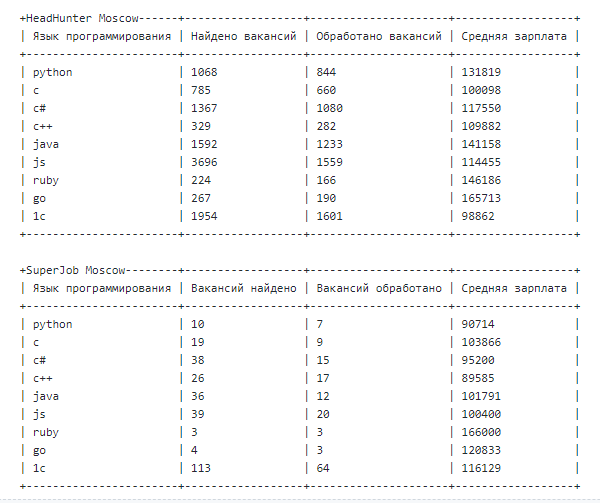 +HeadHunter Moscow------+------------------+----------------------+------------------+
| Язык программирования | Найдено вакансий | Обработано вакансий | Средняя зарплата |
+-----------------------+------------------+---------------------+------------------+
| python                | 1068             | 844                 | 131819           |
| c                     | 785              | 660                 | 100098           |
| c#                    | 1367             | 1080                | 117550           |
| c++                   | 329              | 282                 | 109882           |
| java                  | 1592             | 1233                | 141158           |
| js                    | 3696             | 1559                | 114455           |
| ruby                  | 224              | 166                 | 146186           |
| go                    | 267              | 190                 | 165713           |
| 1c                    | 1954             | 1601                | 98862            |
+-----------------------+------------------+---------------------+------------------+
+SuperJob Moscow--------+------------------+---------------------+------------------+
| Язык программирования | Вакансий найдено | Вакансий обработано | Средняя зарплата |
+-----------------------+------------------+---------------------+------------------+
| python                | 10               | 7                   | 90714            |
| c                     | 19               | 9                   | 103866           |
| c#                    | 38               | 15                  | 95200            |
| c++                   | 26               | 17                  | 89585            |
| java                  | 36               | 12                  | 101791           |
| js                    | 39               | 20                  | 100400           |
| ruby                  | 3                | 3                   | 166000           |
| go                    | 4                | 3                   | 120833           |
| 1c                    | 113              | 64                  | 116129           |
+-----------------------+------------------+---------------------+------------------+